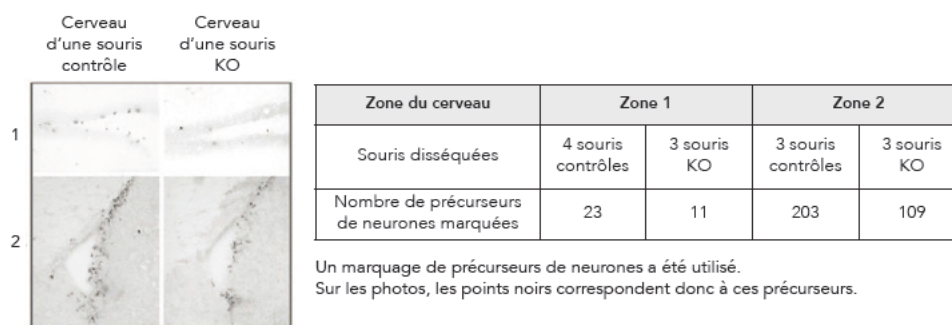 Cerveau
d'une souris
contrôle
Cerveau
d'une souris
KO
1
2
Zone du cerveau Zone 1 Zone 2
Souris disséquées 4 souris contrôles 3 souris KO 3 souris contrôles 3 souris KO
Nombre de précurseurs de neurones marquées 23 11 203 109
Un marquage de précurseurs de neurones a été utilisé.
Sur les photos, les points noirs correspondent donc à ces précurseurs.